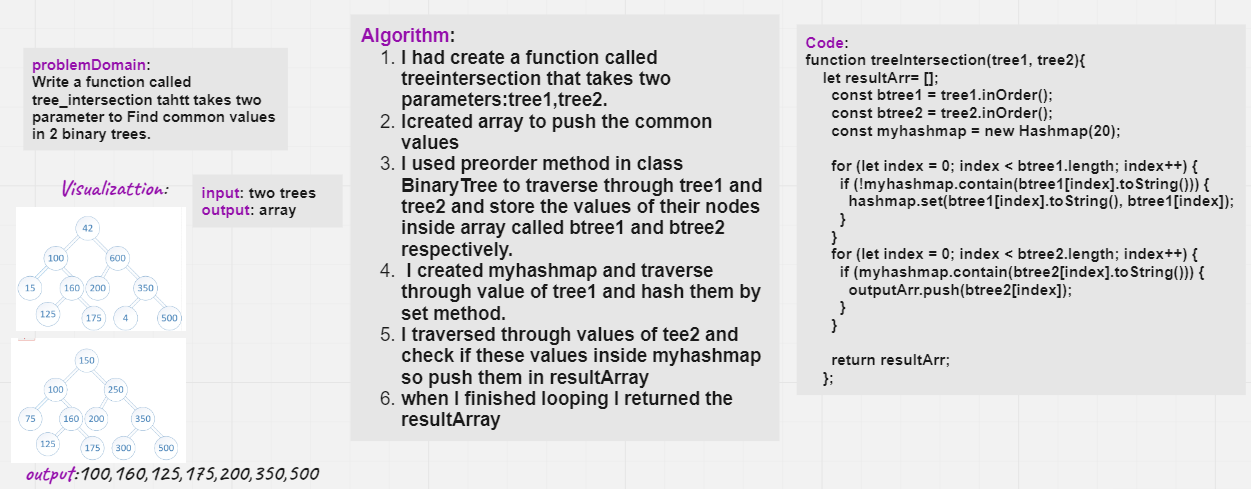 problemDomain:
Write a function called
tree_intersection tahtt takes two
parameter to Find common values
in 2 binary trees.
Visualizattion:
input: two trees
output: array
42
100 600
15 160 200 350
125 175 4 500
150
100 250
75 160 200 350
125 175 300 500
output:100,160,125,175,200,350,500
Algorithm:
1. I had create a function called
treeintersection that takes two
parameters:tree1,tree2.
2. Icreated array to push the common
values
3. I used preorder method in class
BinaryTree to traverse through tree1 and
tree2 and store the values of their nodes
inside array called btree1 and btree2
respectively.
4. I created myhashmap and traverse
through value of tree1 and hash them by
set method.
5. I traversed through values of tee2 and
check if these values inside myhashmap
so push them in resultArray
6. when I finished looping I returned the
resultArray
Code:
function treeIntersection(tree1, tree2){
let resultArr= [];
const btree1 = tree1.inOrder();
const btree2 = tree2.inOrder();
const myhashmap = new Hashmap(20);
for (let index = 0; index < btree1.length; index++) {
if (!myhashmap.contain(btree1[index].toString())) {
hashmap.set(btree1[index].toString(), btree1[index]);
}
}
for (let index = 0; index < btree2.length; index++) {
if (myhashmap.contain(btree2[index].toString())) {
outputArr.push(btree2[index]);
}
}
return resultArr;
};